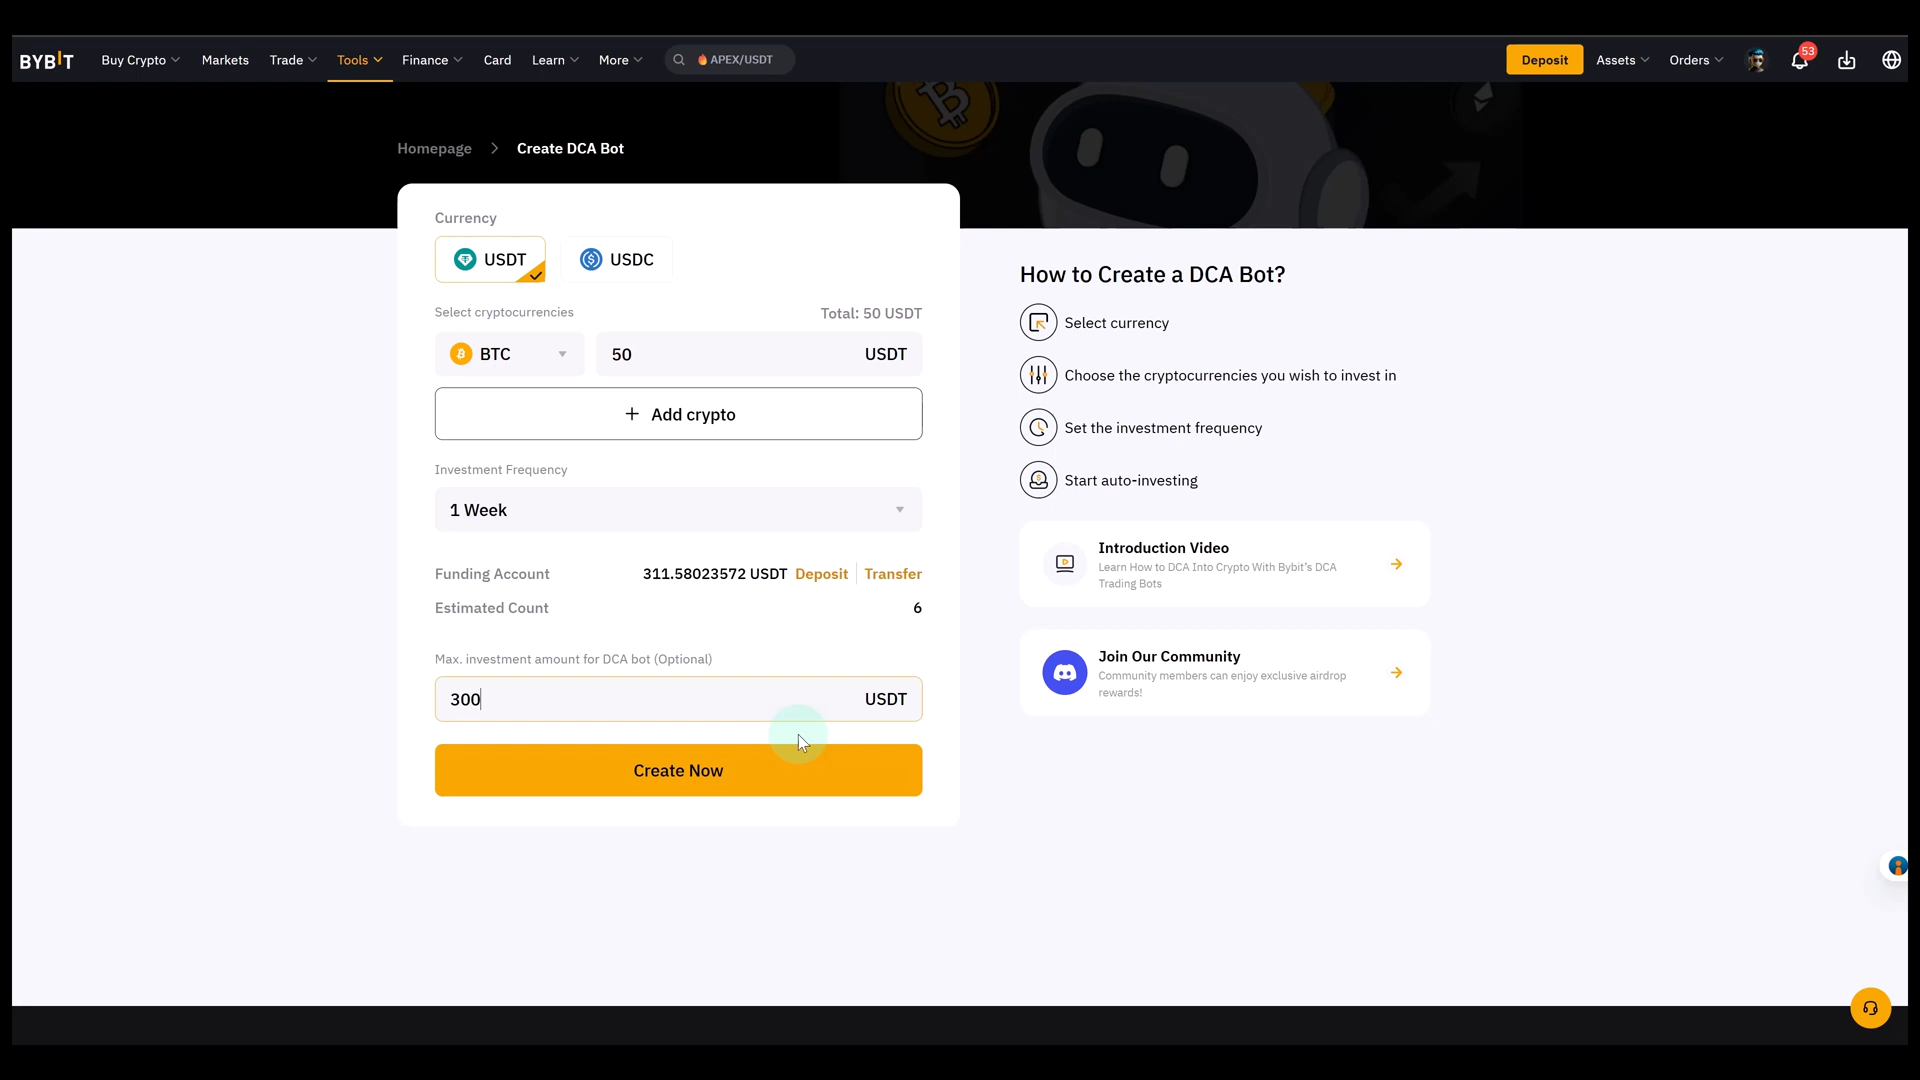 BYBIT Buy Crypto Markets Trade Tools Finance Card Learn More APEX/USDT Deposit Assets Orders 53
Homepage > Create DCA Bot
Currency
USDT USDC
Select cryptocurrencies Total: 50 USDT
BTC 50 USDT
+ Add crypto
Investment Frequency
1 Week
Funding Account 311.58023572 USDT Deposit Transfer
Estimated Count 6
Max. investment amount for DCA bot (Optional)
300 USDT
Create Now
How to Create a DCA Bot?
Select currency
Choose the cryptocurrencies you wish to invest in
Set the investment frequency
Start auto-investing
Introduction Video
Learn How to DCA Into Crypto With Bybit's DCA
Trading Bots
Join Our Community
Community members can enjoy exclusive airdrop
rewards!